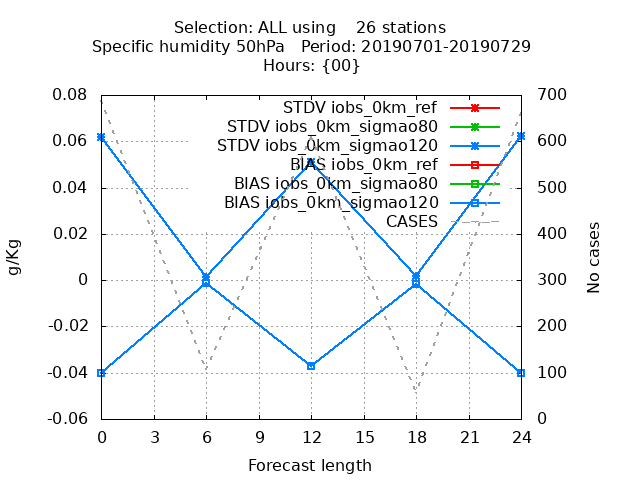 Selection: ALL using    26 stations
Specific humidity 50hPa   Period: 20190701-20190729
Hours: {00}
STDV iobs_0km_ref
STDV iobs_0km_sigmao80
STDV iobs_0km_sigmao120
BIAS iobs_0km_ref
BIAS iobs_0km_sigmao80
BIAS iobs_0km_sigmao120
CASES
0.08
0.06
0.04
0.02
0
-0.02
-0.04
-0.06
g/Kg
700
600
500
400
300
200
100
0
No cases
0 3 6 9 12 15 18 21 24
Forecast length